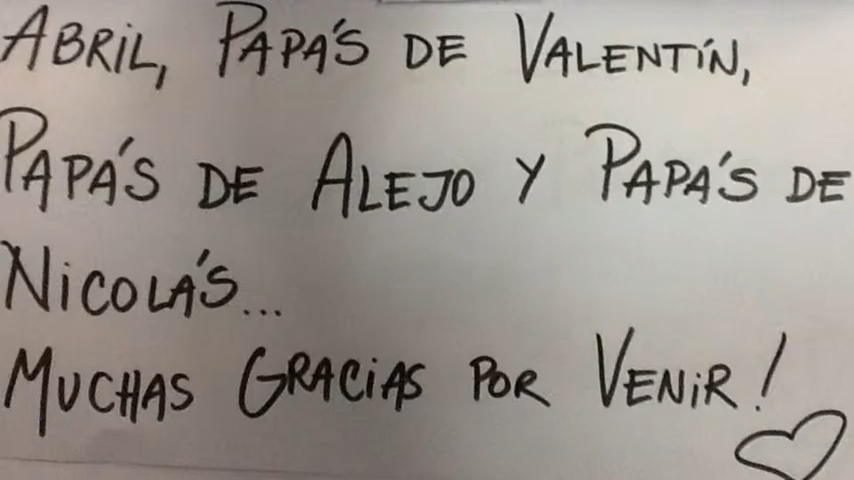 Abril, Papás de Valentín,
Papás de Alejo y Papás de
Nicolás...
Muchas Gracias por Venir!